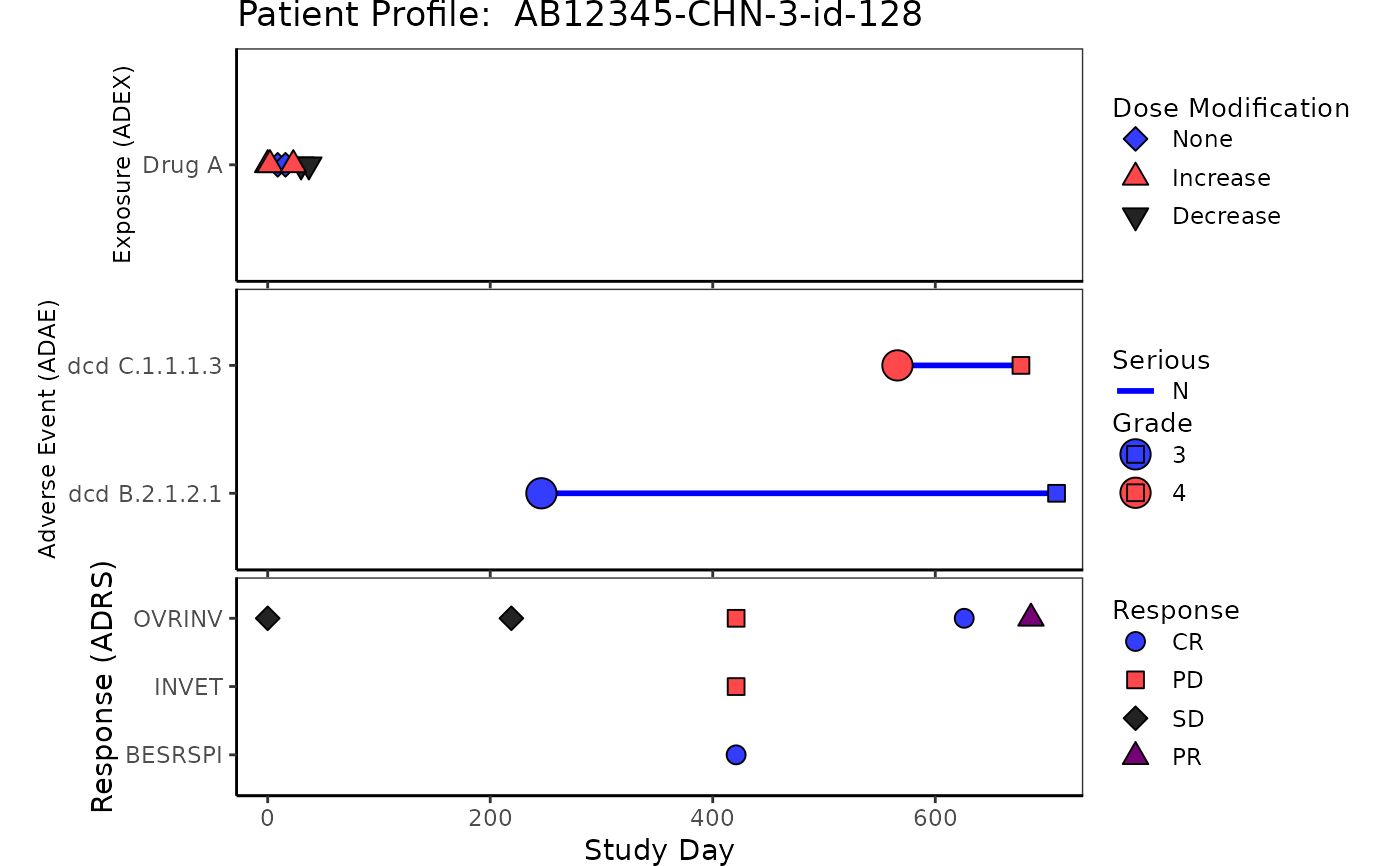 Patient Profile:  AB12345-CHN-3-id-128
Exposure (ADEX)
Drug A
Dose Modification
None
Increase
Decrease
Adverse Event (ADAE)
dcd C.1.1.1.3
dcd B.2.1.2.1
Serious
N
Grade
3
4
Response (ADRS)
OVRINV
INVET
BESRSPI
Response
CR
PD
SD
PR
0 200 400 600
Study Day